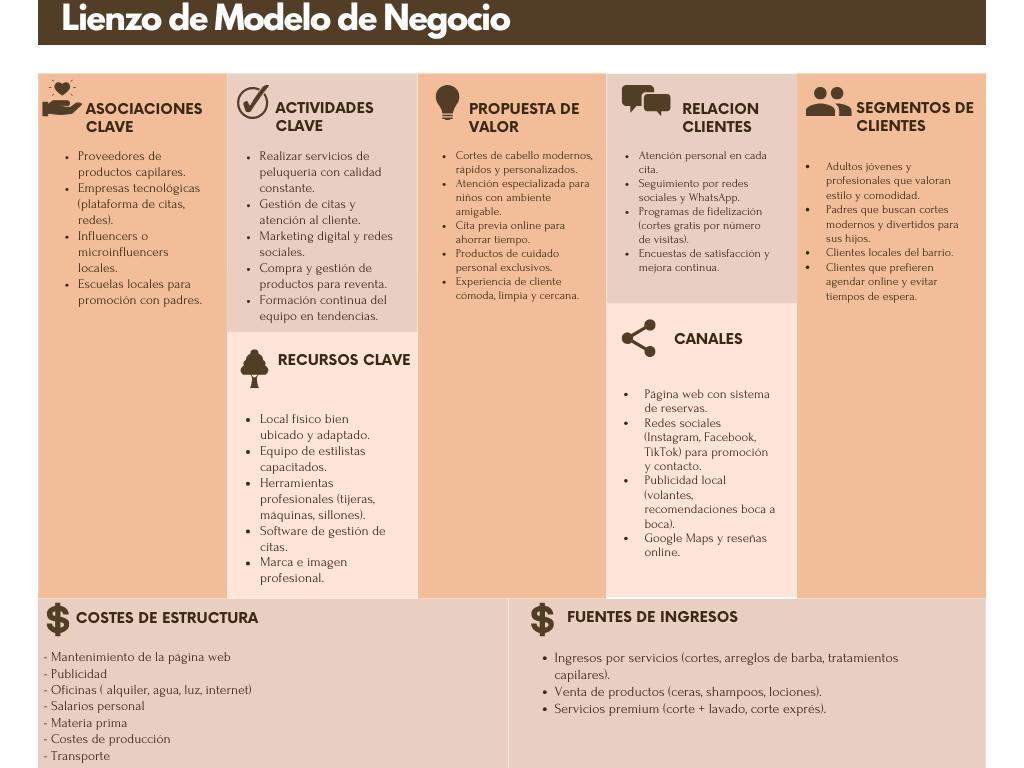 Lienzo de Modelo de Negocio
ASOCIACIONES
CLAVE
• Proveedores de
productos capilares.
• Empresas tecnológicas
(plataforma de citas,
redes).
• Influencers o
microinfluencers
locales.
• Escuelas locales para
promoción con padres.
ACTIVIDADES
CLAVE
• Realizar servicios de
peluquería con calidad
constante.
• Gestión de citas y
atención al cliente.
• Marketing digital y redes
sociales.
• Compra y gestión de
productos para reventa.
• Formación continua del
equipo en tendencias.
RECURSOS CLAVE
• Local físico bien
ubicado y adaptado.
• Equipo de estilistas
capacitados.
• Herramientas
profesionales (tijeras,
máquinas, sillones).
• Software de gestión de
citas.
• Marca e imagen
profesional.
PROPUESTA DE
VALOR
• Cortes de cabello modernos,
rápidos y personalizados.
• Atención especializada para
niños con ambiente
amigable.
• Cita previa online para
ahorrar tiempo.
• Productos de cuidado
personal exclusivos.
• Experiencia de cliente
cómoda, limpia y cercana.
RELACION
CLIENTES
• Atención personal en cada
cita.
• Seguimiento por redes
sociales y WhatsApp.
• Programas de fidelización
(cortes gratis por número
de visitas).
• Encuestas de satisfacción y
mejora continua.
CANALES
• Página web con sistema
de reservas.
• Redes sociales
(Instagram, Facebook,
TikTok) para promoción
y contacto.
• Publicidad local
(volantes,
recomendaciones boca a
boca).
• Google Maps y reseñas
online.
SEGMENTOS DE
CLIENTES
• Adultos jóvenes y
profesionales que valoran
estilo y comodidad.
• Padres que buscan cortes
modernos y divertidos para
sus hijos.
• Clientes locales del barrio.
• Clientes que prefieren
agendar online y evitar
tiempos de espera.
COSTES DE ESTRUCTURA
- Mantenimiento de la página web
- Publicidad
- Oficinas ( alquiler, agua, luz, internet)
- Salarios personal
- Materia prima
- Costes de producción
- Transporte
FUENTES DE INGRESOS
• Ingresos por servicios (cortes, arreglos de barba, tratamientos
capilares).
• Venta de productos (ceras, shampoos, lociones).
• Servicios premium (corte + lavado, corte exprés).